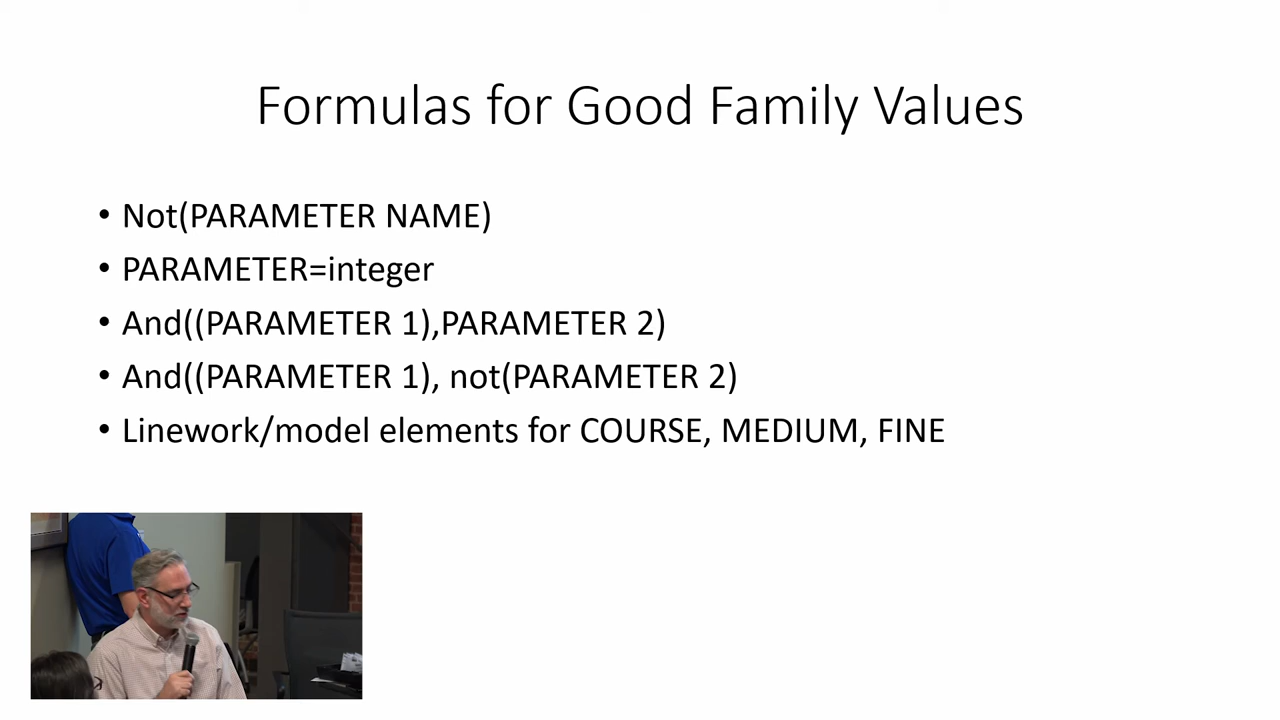 Formulas for Good Family Values
• Not(PARAMETER NAME)
• PARAMETER=integer
• And((PARAMETER 1),PARAMETER 2)
• And((PARAMETER 1), not(PARAMETER 2)
• Linework/model elements for COURSE, MEDIUM, FINE